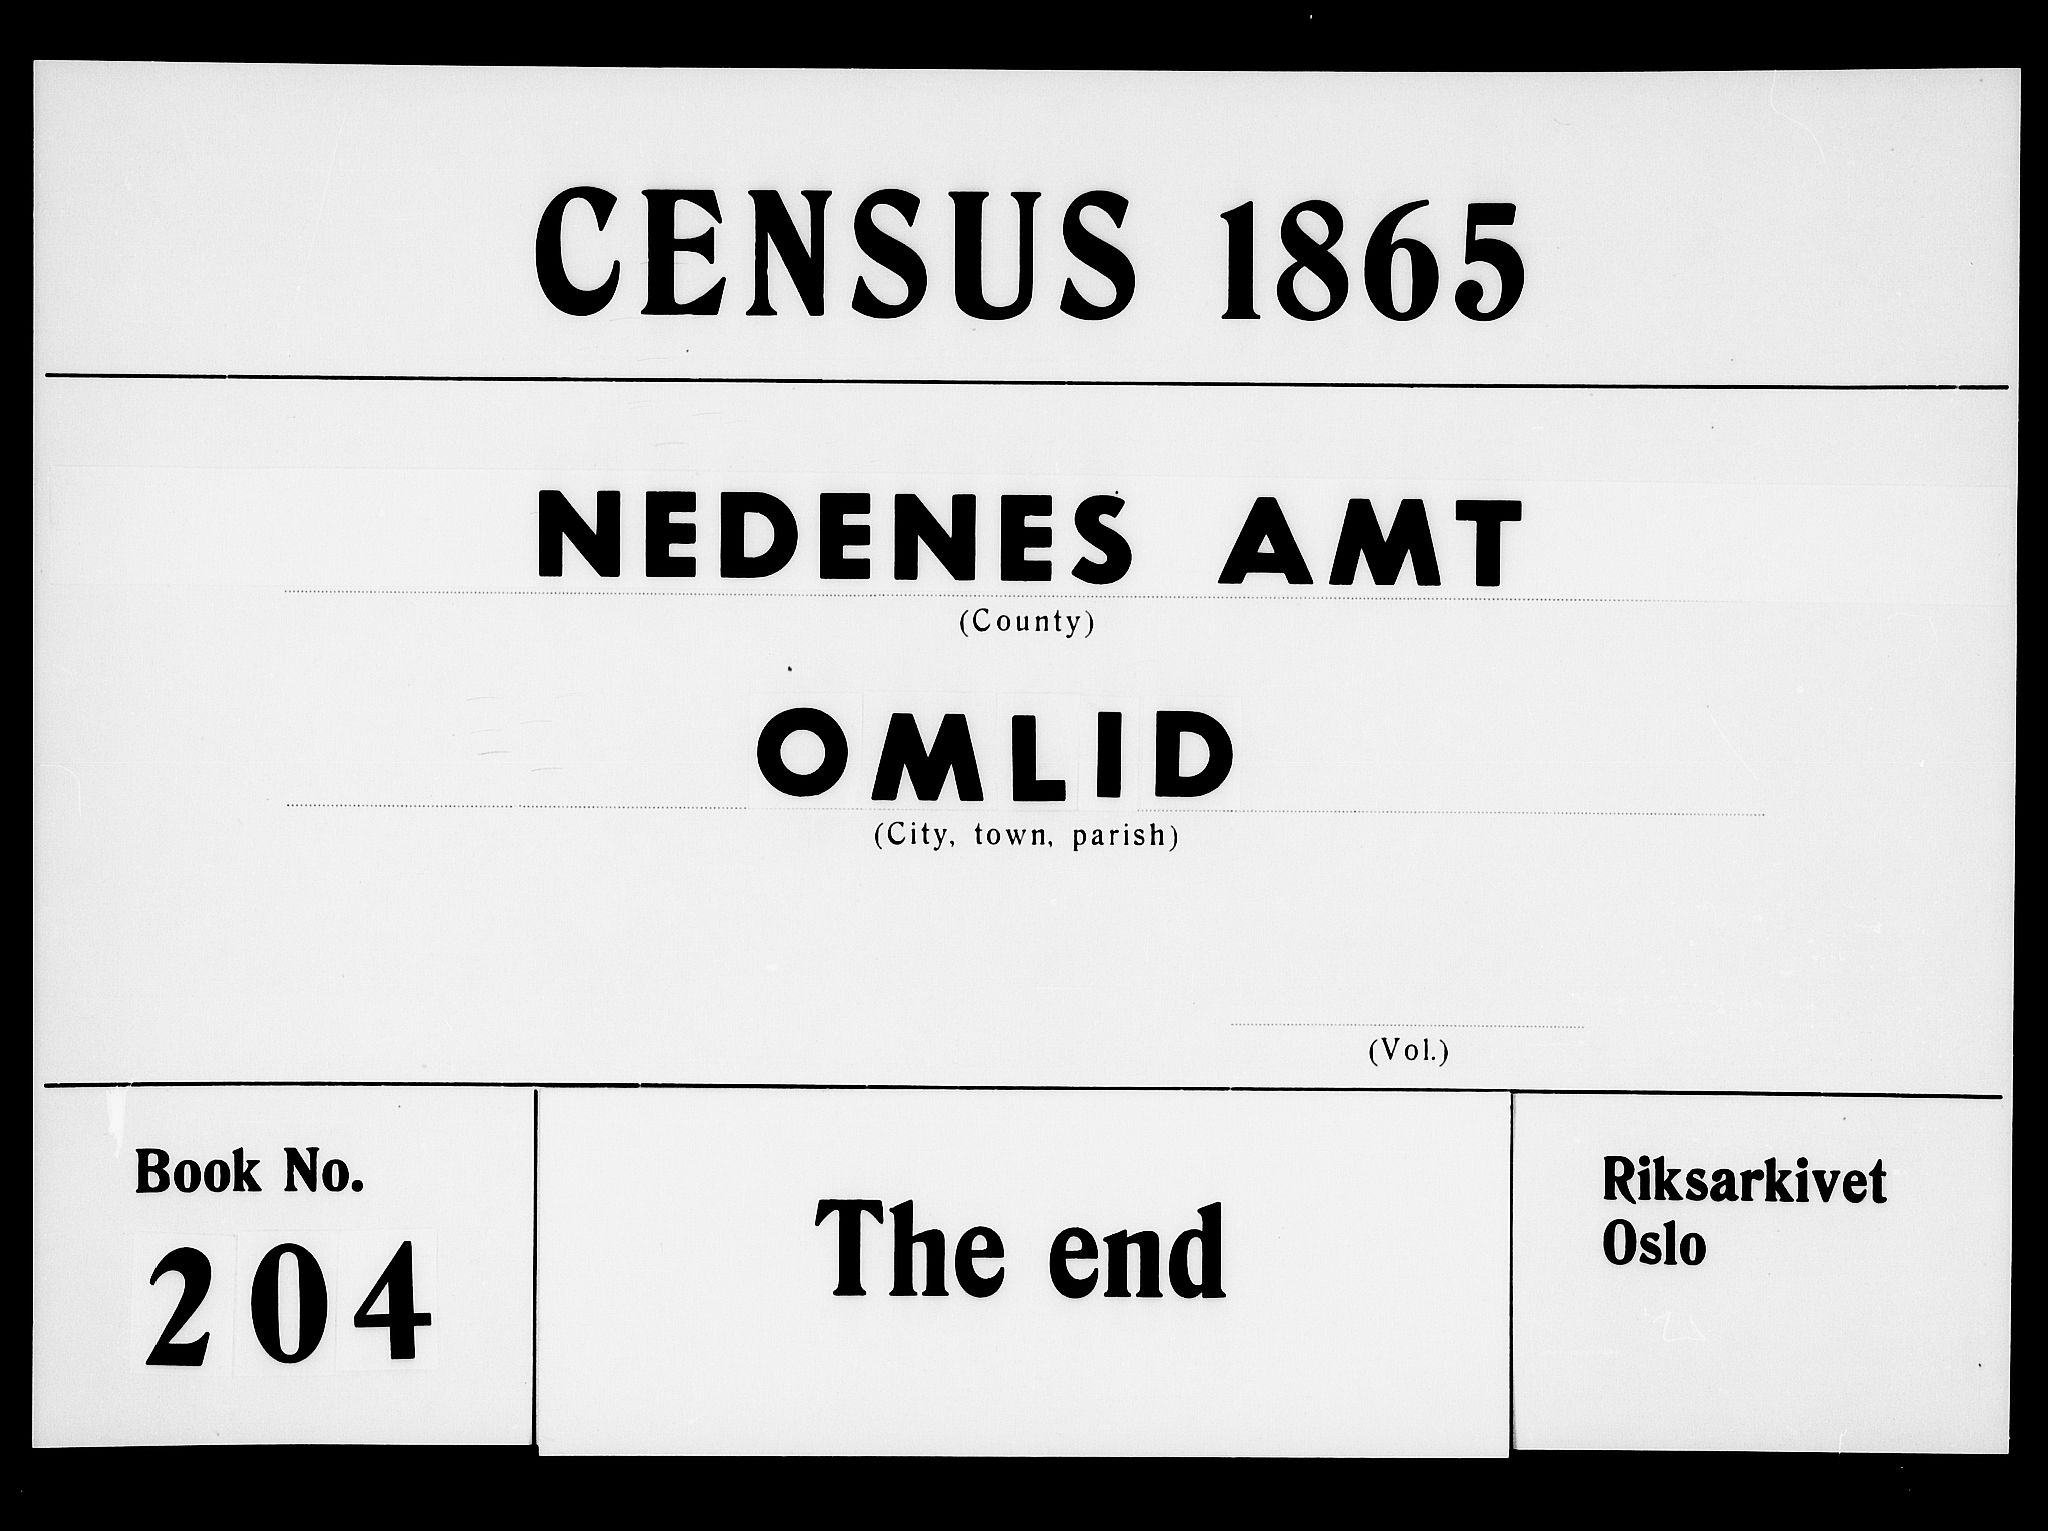 CENSUS 1865
NEDENES AMT
(County)
OMLID
(City, town, parish)
(Vol.)
Book No.
204
The end
Riksarkivet
Oslo